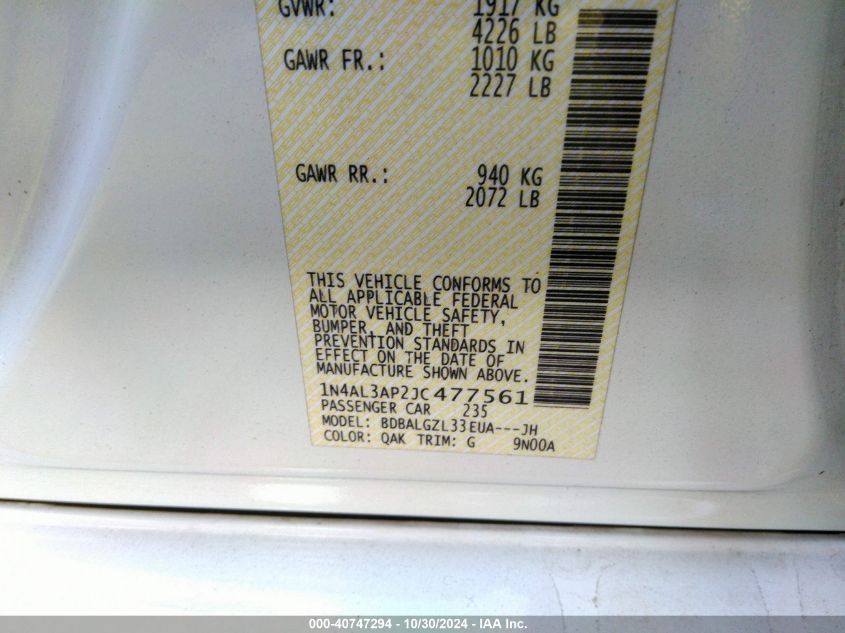 GVWR: 1917 KG
4226 LB
GAWR FR.: 1010 KG
2227 LB
GAWR RR.: 940 KG
2072 LB
THIS VEHICLE CONFORMS TO
ALL APPLICABLE FEDERAL
MOTOR VEHICLE SAFETY,
BUMPER, AND THEFT
PREVENTION STANDARDS IN
EFFECT ON THE DATE OF
MANUFACTURE SHOWN ABOVE.
1N4AL3AP2JC477561
PASSENGER CAR 235
MODEL: BDBALGZL33EUA---JH
COLOR: QAK TRIM: G 9N00A
000-40747294 - 10/30/2024 - IAA Inc.